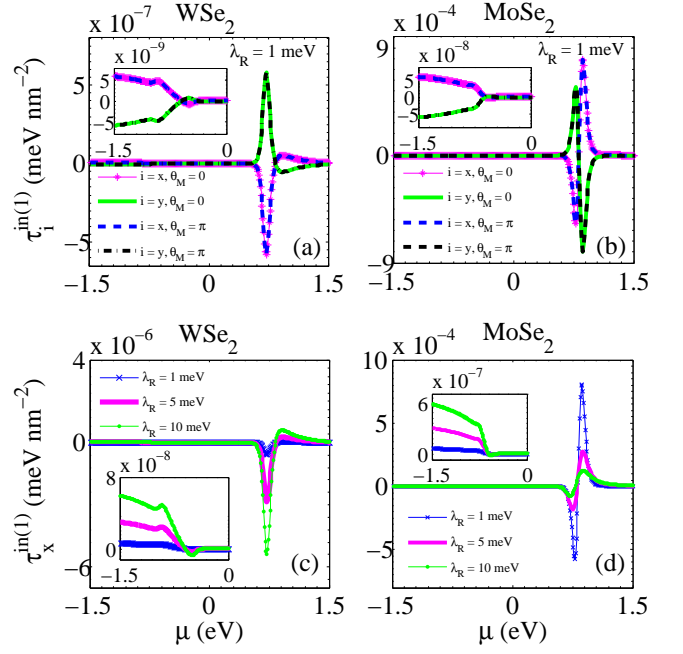 WSe2
x 10−7
τi^in(1) (meV nm−2)
5
0
−5
x 10−9
5
0
−5
−1.5 0
λR = 1 meV
i = x, θM = 0
i = y, θM = 0
i = x, θM = π
i = y, θM = π
(a)
−1.5 0 1.5
MoSe2
x 10−4
9
0
−9
x 10−8
5
0
−5
−1.5 0
λR = 1 meV
i = x, θM = 0
i = y, θM = 0
i = x, θM = π
i = y, θM = π
(b)
−1.5 0 1.5
WSe2
x 10−6
τx^in(1) (meV nm−2)
4
0
−6
λR = 1 meV
λR = 5 meV
λR = 10 meV
x 10−8
8
0
−1.5 0
(c)
−1.5 0 1.5
μ (eV)
MoSe2
x 10−4
10
5
0
−5
x 10−7
6
0
−1.5 0
λR = 1 meV
λR = 5 meV
λR = 10 meV
(d)
−1.5 0 1.5
μ (eV)